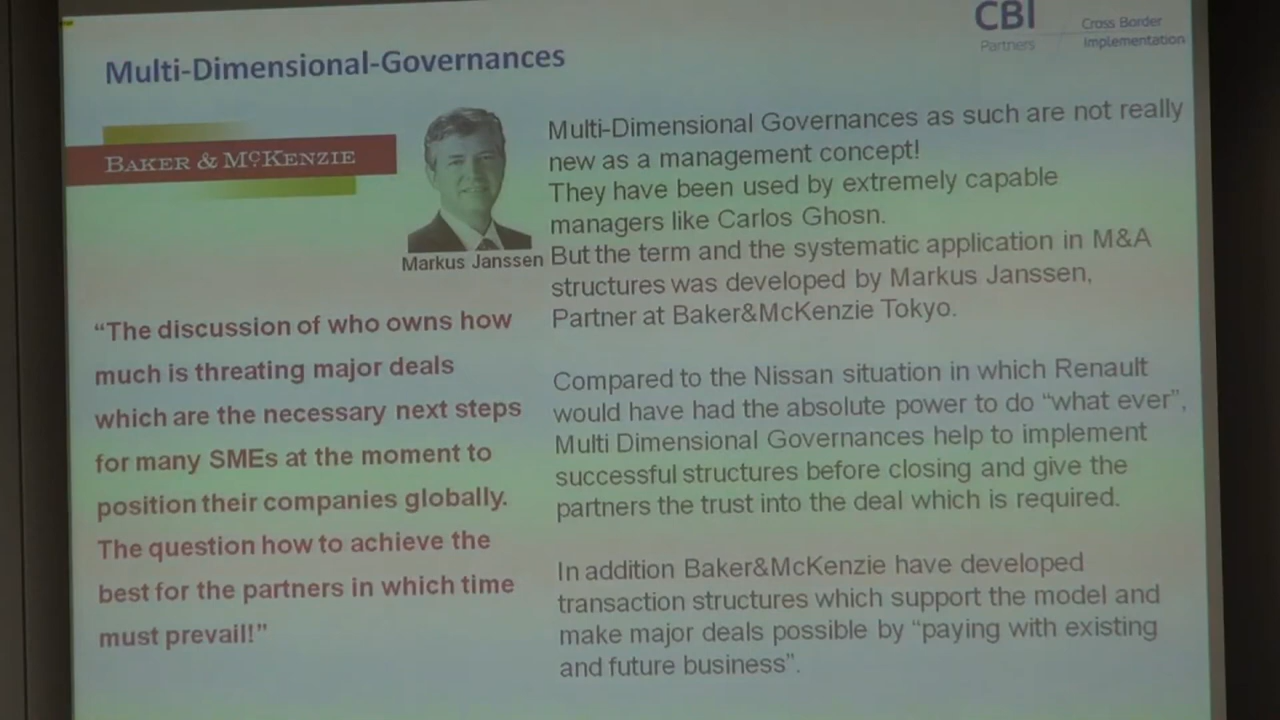 CBI
Partners
Cross Border
Implementation
Multi-Dimensional-Governances
BAKER & MCKENZIE
Markus Janssen
“The discussion of who owns how
much is threating major deals
which are the necessary next steps
for many SMEs at the moment to
position their companies globally.
The question how to achieve the
best for the partners in which time
must prevail!”
Multi-Dimensional Governances as such are not really
new as a management concept!
They have been used by extremely capable
managers like Carlos Ghosn.
But the term and the systematic application in M&A
structures was developed by Markus Janssen,
Partner at Baker&McKenzie Tokyo.
Compared to the Nissan situation in which Renault
would have had the absolute power to do “what ever”,
Multi Dimensional Governances help to implement
successful structures before closing and give the
partners the trust into the deal which is required.
In addition Baker&McKenzie have developed
transaction structures which support the model and
make major deals possible by “paying with existing
and future business”.